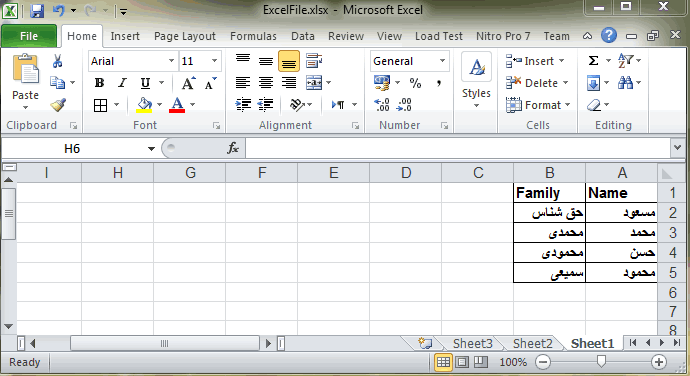 ExcelFile.xlsx - Microsoft Excel
File Home Insert Page Layout Formulas Data Review View Load Test Nitro Pro 7 Team
Paste
Clipboard
Arial 11
B I U
A A
A
Font
Alignment
General
$ % ,
.0 .00
.00 .0
Number
Styles
Insert
Delete
Format
Cells
Σ
Editing
H6 fx
I H G F E D C B A
Family Name 1
حق شناس مسعود 2
محمدی محمد 3
محمودی حسن 4
سمیعی محمود 5
6
7
8
Sheet3 Sheet2 Sheet1
Ready 100%